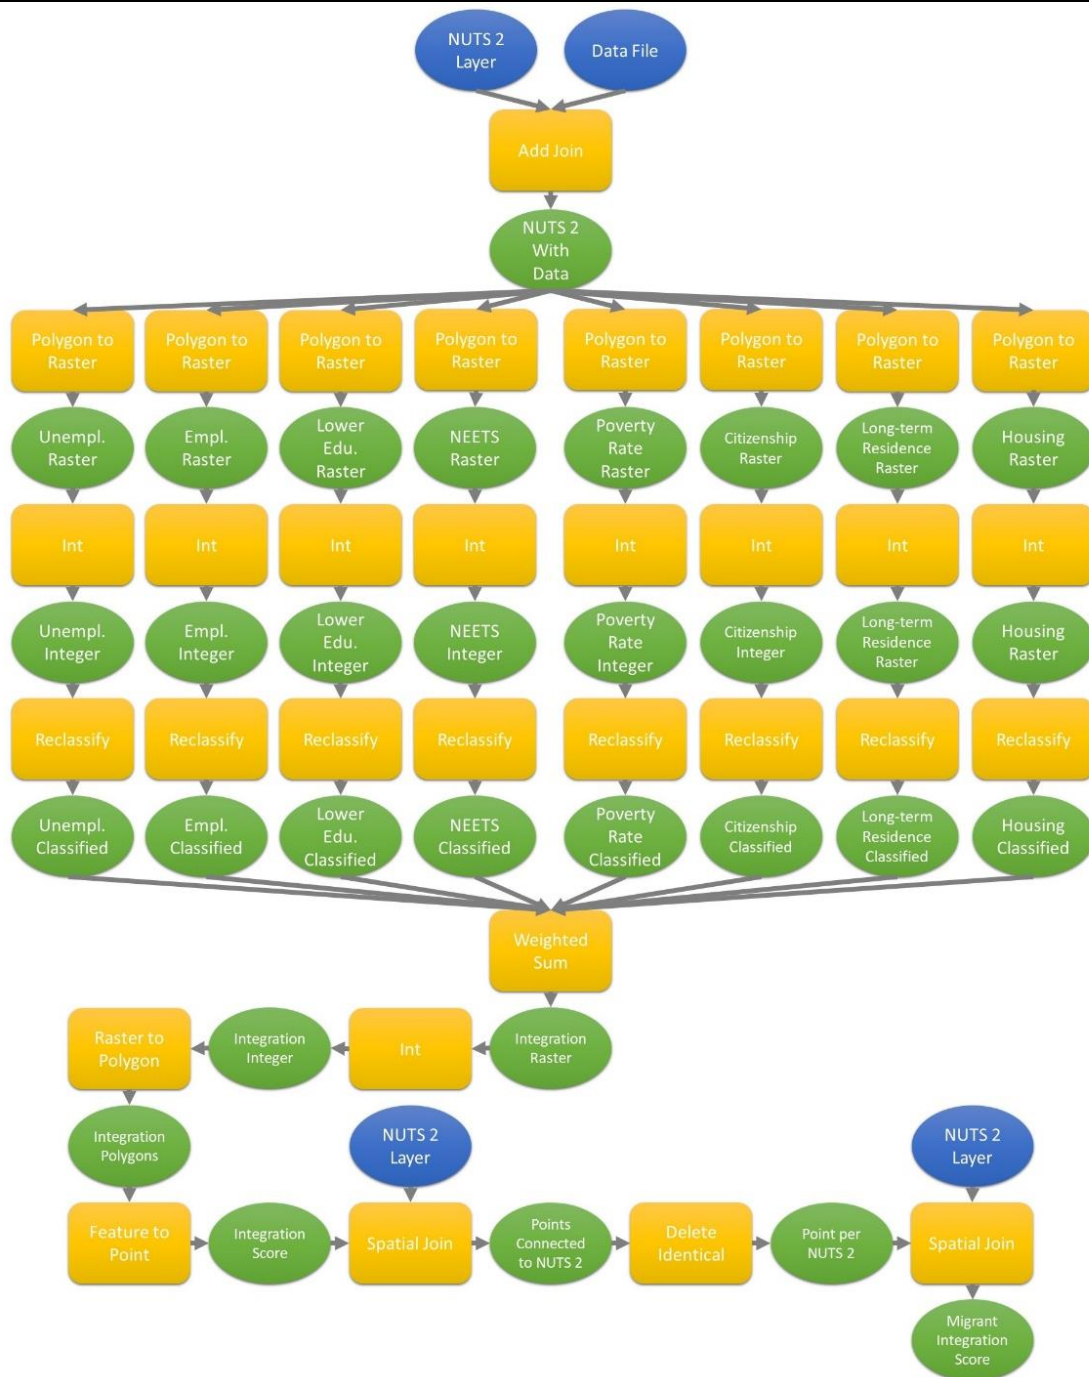 NUTS 2
Layer
Data File
Add Join
NUTS 2
With
Data
Polygon to
Raster
Polygon to
Raster
Polygon to
Raster
Polygon to
Raster
Polygon to
Raster
Polygon to
Raster
Polygon to
Raster
Polygon to
Raster
Unempl.
Raster
Empl.
Raster
Lower
Edu.
Raster
NEETS
Raster
Poverty
Rate
Raster
Citizenship
Raster
Long-term
Residence
Raster
Housing
Raster
Int
Int
Int
Int
Int
Int
Int
Int
Unempl.
Integer
Empl.
Integer
Lower
Edu.
Integer
NEETS
Integer
Poverty
Rate
Integer
Citizenship
Integer
Long-term
Residence
Raster
Housing
Raster
Reclassify
Reclassify
Reclassify
Reclassify
Reclassify
Reclassify
Reclassify
Reclassify
Unempl.
Classified
Empl.
Classified
Lower
Edu.
Classified
NEETS
Classified
Poverty
Rate
Classified
Citizenship
Classified
Long-term
Residence
Classified
Housing
Classified
Weighted
Sum
Raster to
Polygon
Integration
Integer
Int
Integration
Raster
Integration
Polygons
NUTS 2
Layer
NUTS 2
Layer
Feature to
Point
Integration
Score
Spatial Join
Points
Connected
to NUTS 2
Delete
Identical
Point per
NUTS 2
Spatial Join
Migrant
Integration
Score